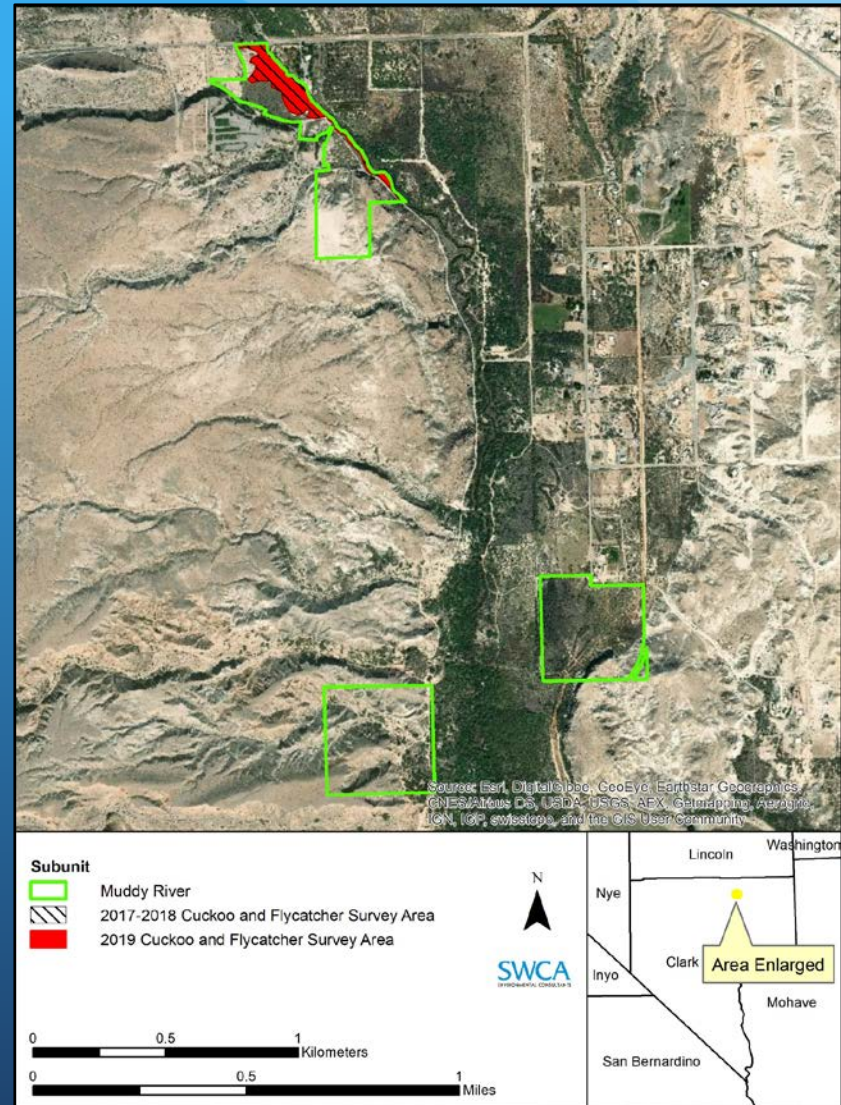 Source: Esri, DigitalGlobe, GeoEye, Earthstar Geographics,
CNES/Airbus DS, USDA, USGS, AEX, Getmapping, Aerogrid,
IGN, IGP, swisstopo, and the GIS User Community
Subunit
Muddy River
2017-2018 Cuckoo and Flycatcher Survey Area
2019 Cuckoo and Flycatcher Survey Area
N
SWCA
ENVIRONMENTAL CONSULTANTS
0 0.5 1
Kilometers
0 0.5 1
Miles
Washington
Lincoln
Nye
Clark
Area Enlarged
Inyo
Mohave
San Bernardino